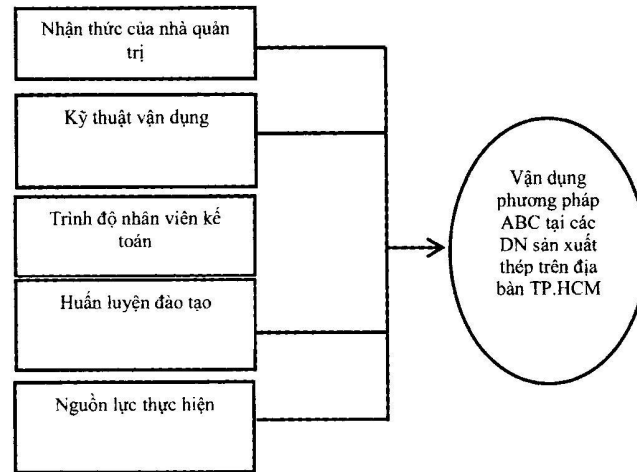 Nhận thức của nhà quản
trị
Kỹ thuật vận dụng
Trình độ nhân viên kế
toán
Huấn luyện đào tạo
Nguồn lực thực hiện
Vận dụng
phương pháp
ABC tại các
DN sản xuất
thép trên địa
bàn TP.HCM